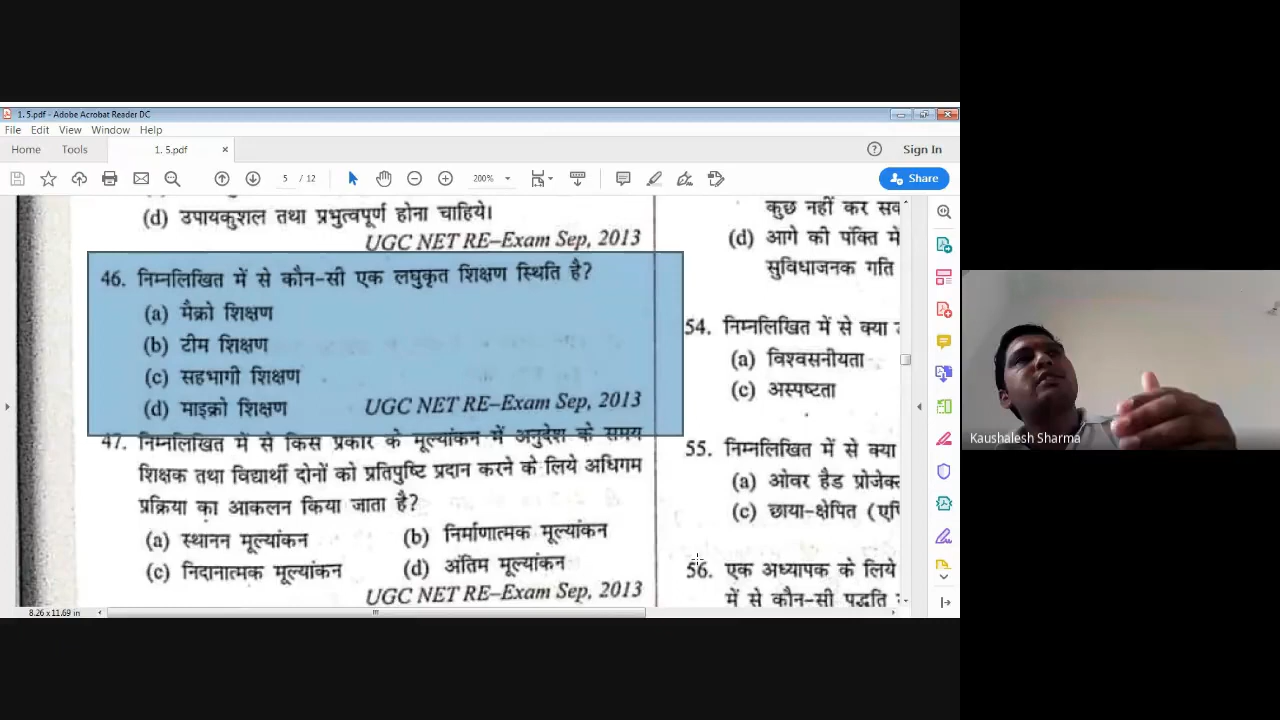 1. 5.pdf - Adobe Acrobat Reader DC
File Edit View Window Help
Home Tools 1. 5.pdf × Sign In
5 / 12 200% Share
(d) उपायकुशल तथा प्रभुत्वपूर्ण होना चाहिये।
UGC NET RE–Exam Sep, 2013
46. निम्नलिखित में से कौन-सी एक लघुकृत शिक्षण स्थिति है?
(a) मैक्रो शिक्षण
(b) टीम शिक्षण
(c) सहभागी शिक्षण
(d) माइक्रो शिक्षण
UGC NET RE–Exam Sep, 2013
47. निम्नलिखित में से किस प्रकार के मूल्यांकन में अनुदेश के समय
शिक्षक तथा विद्यार्थी दोनों को प्रतिपुष्टि प्रदान करने के लिये अधिगम
प्रक्रिया का आकलन किया जाता है?
(a) स्थानन मूल्यांकन (b) निर्माणात्मक मूल्यांकन
(c) निदानात्मक मूल्यांकन (d) अंतिम मूल्यांकन
UGC NET RE–Exam Sep, 2013
कुछ नहीं कर
(d) आगे की पंक्ति में
सुविधाजनक गति
54. निम्नलिखित में से क्या
(a) विश्वसनीयता
(c) अस्पष्टता
55. निम्नलिखित में से क्या
(a) ओवर हैड
(c) छाया-क्षेपित
56. एक अध्यापक के लिये
में से कौन-सी पद्धति
8.26 x 11.69 in
Kaushalesh Sharma